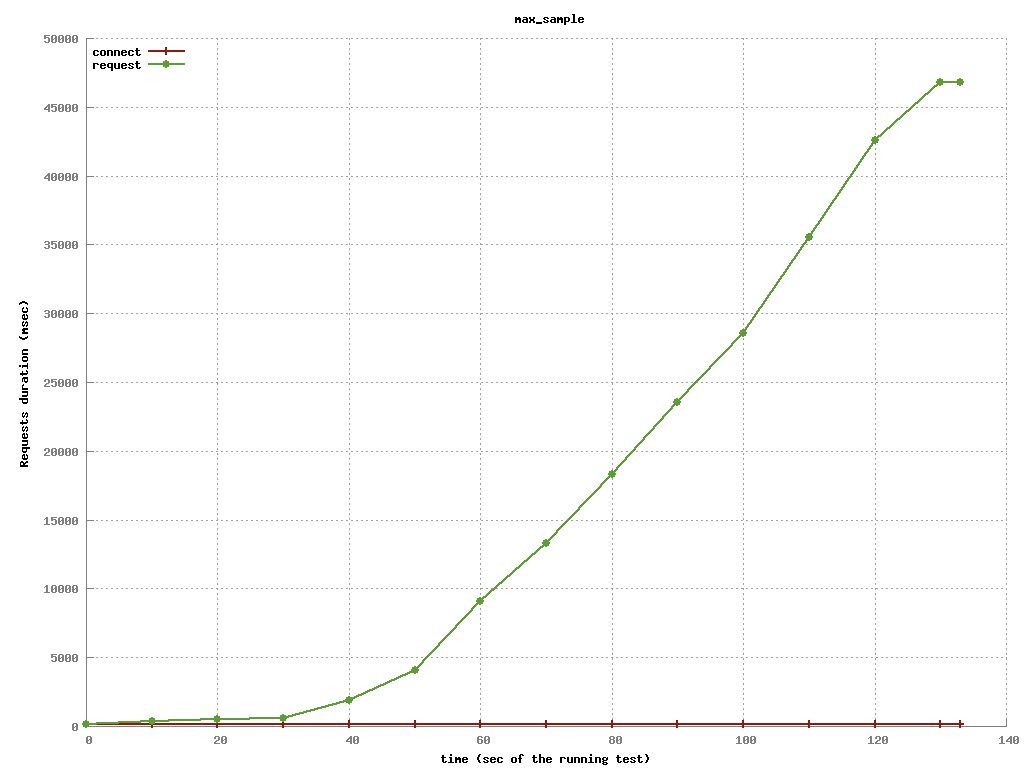 max_sample
connect
request
50000
45000
40000
35000
30000
25000
20000
15000
10000
5000
0
Requests duration (msec)
0 20 40 60 80 100 120 140
time (sec of the running test)